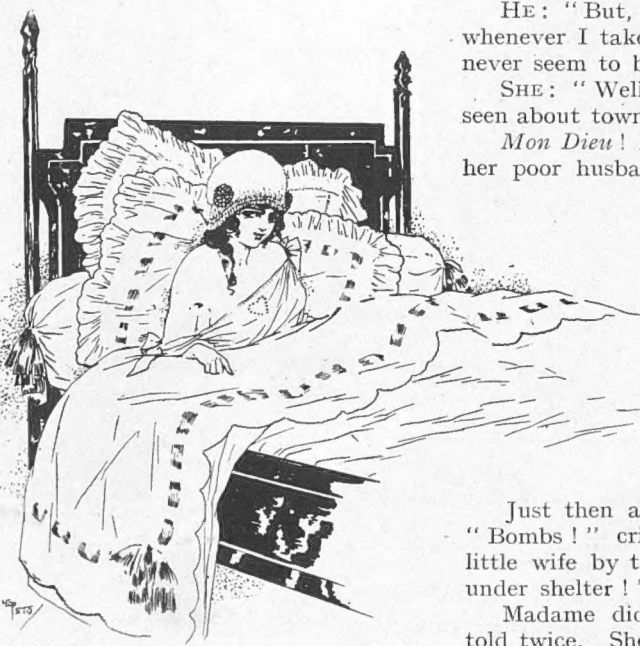 HE: "But,
whenever I take
never seem to b
SHE: "Well
seen about town
Mon Dieu!
her poor husba
Just then a
"Bombs!" cri
little wife by t
under shelter!"
Madame did
told twice. She